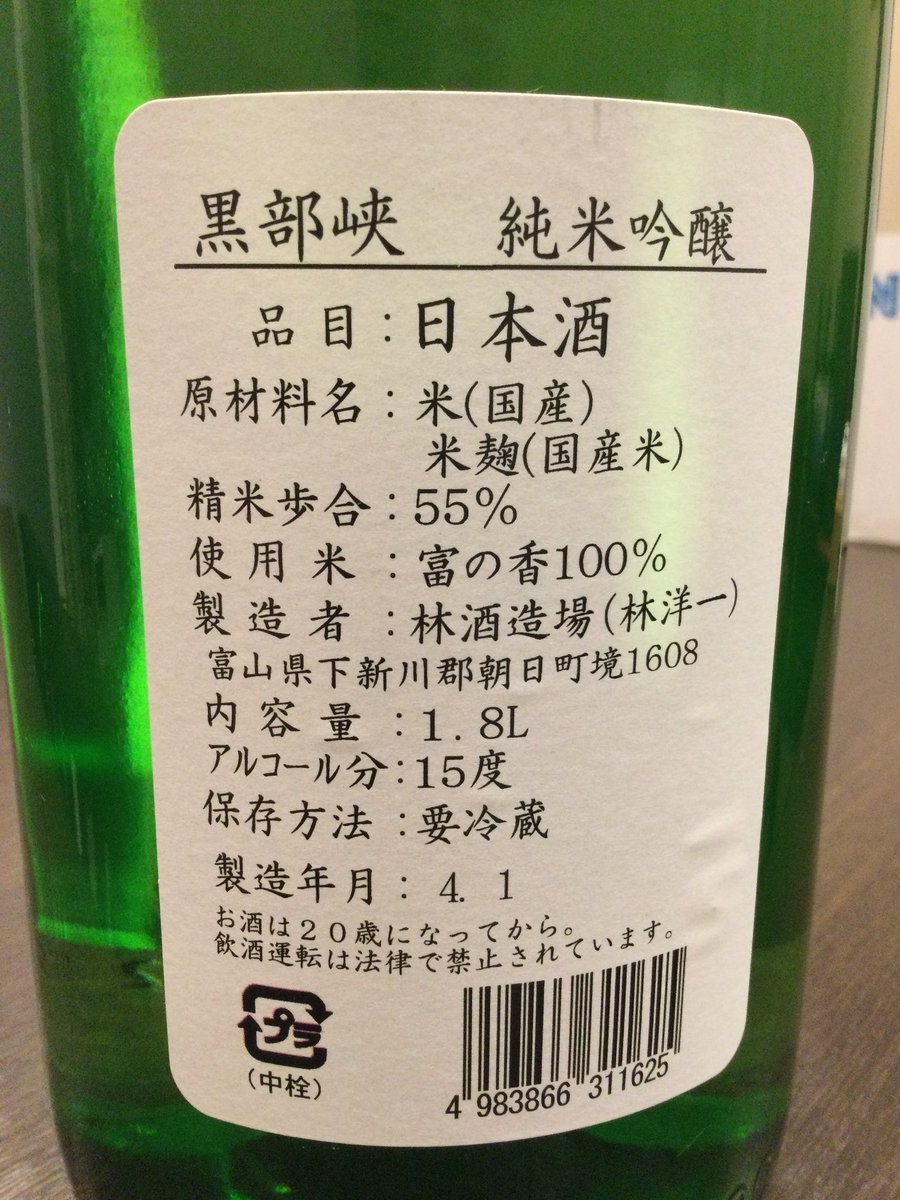 黒部峡 純米吟醸
品目：日本酒
原材料名：米(国産)
米麹(国産米)
精米歩合：55%
使用米：富の香100%
製造者：林酒造場(林洋一)
富山県下新川郡朝日町境1608
内容量：1.8L
アルコール分：15度
保存方法：要冷蔵
製造年月：4.1
お酒は20歳になってから。
飲酒運転は法律で禁止されています。
プラ
(中栓)
4 983866 311625